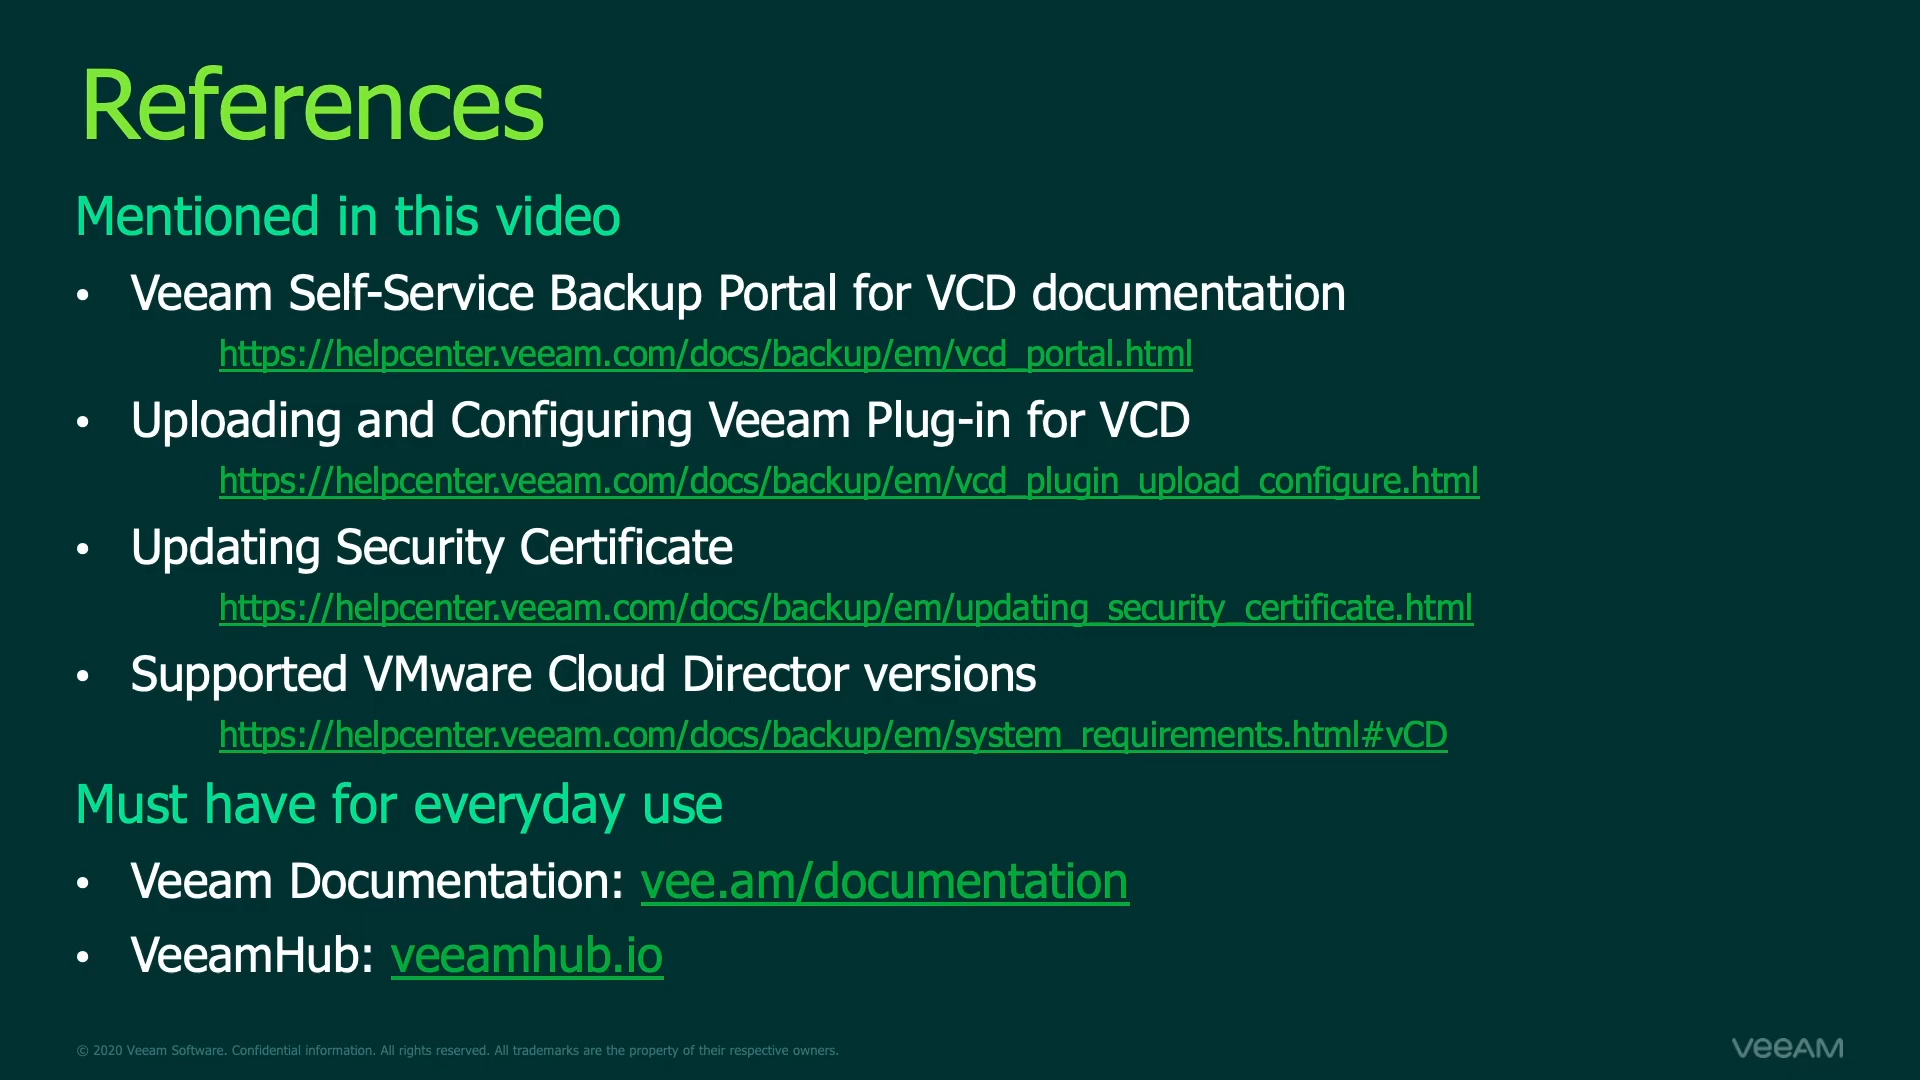 References
Mentioned in this video
• Veeam Self-Service Backup Portal for VCD documentation
https://helpcenter.veeam.com/docs/backup/em/vcd_portal.html
• Uploading and Configuring Veeam Plug-in for VCD
https://helpcenter.veeam.com/docs/backup/em/vcd_plugin_upload_configure.html
• Updating Security Certificate
https://helpcenter.veeam.com/docs/backup/em/updating_security_certificate.html
• Supported VMware Cloud Director versions
https://helpcenter.veeam.com/docs/backup/em/system_requirements.html#vCD
Must have for everyday use
• Veeam Documentation: vee.am/documentation
• VeeamHub: veeamhub.io
© 2020 Veeam Software. Confidential information. All rights reserved. All trademarks are the property of their respective owners.
veeAM